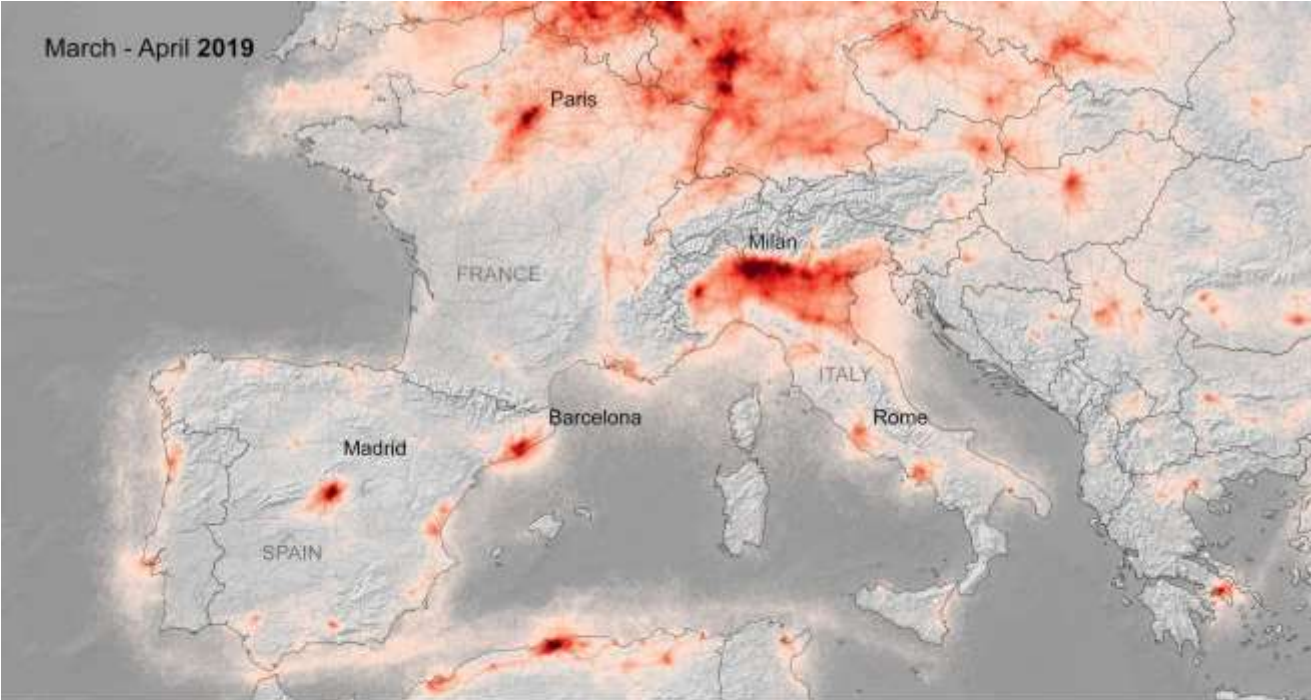 March - April 2019
Paris
Milan
FRANCE
ITALY
Barcelona
Rome
Madrid
SPAIN